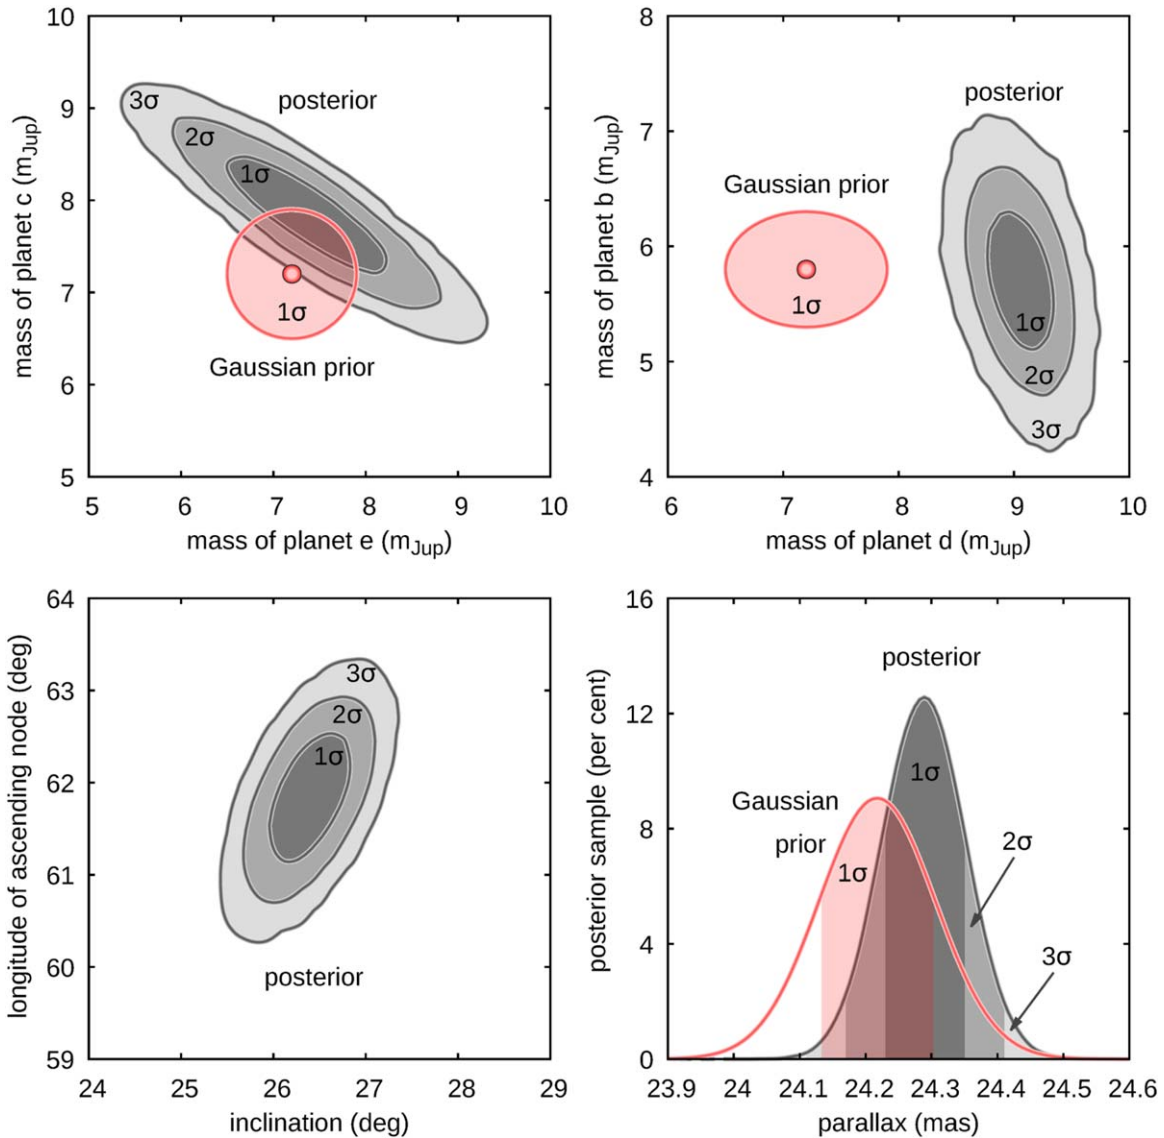 10
9
8
7
6
5
5
6
7
8
9
10
mass of planet c (mJup)
mass of planet e (mJup)
3σ
2σ
1σ
posterior
1σ
Gaussian prior
8
7
6
5
4
6
7
8
9
10
mass of planet b (mJup)
mass of planet d (mJup)
posterior
Gaussian prior
1σ
1σ
2σ
3σ
64
63
62
61
60
59
24
25
26
27
28
29
longitude of ascending node (deg)
inclination (deg)
3σ
2σ
1σ
posterior
16
12
8
4
0
23.9
24
24.1
24.2
24.3
24.4
24.5
24.6
posterior sample (per cent)
parallax (mas)
posterior
1σ
Gaussian
prior
1σ
2σ
3σ